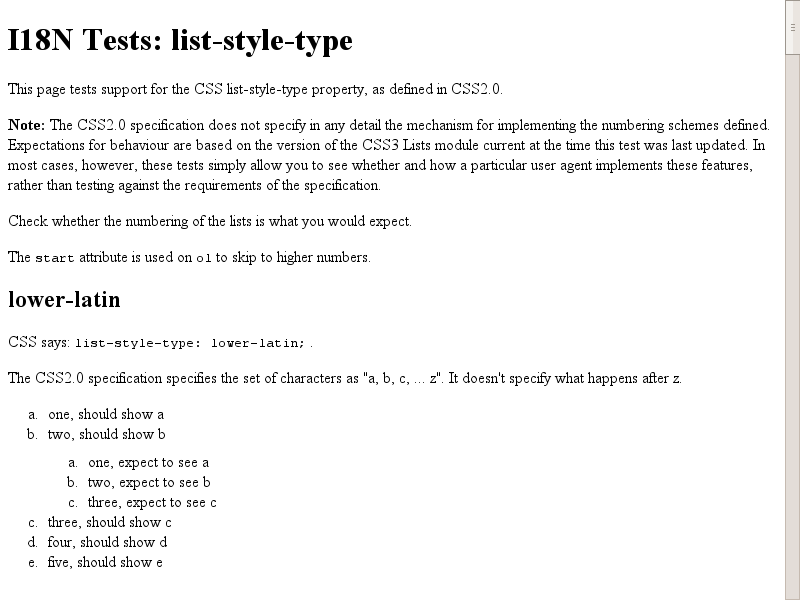 I18N Tests: list-style-type
This page tests support for the CSS list-style-type property, as defined in CSS2.0.
Note: The CSS2.0 specification does not specify in any detail the mechanism for implementing the numbering schemes defined.
Expectations for behaviour are based on the version of the CSS3 Lists module current at the time this test was last updated. In
most cases, however, these tests simply allow you to see whether and how a particular user agent implements these features,
rather than testing against the requirements of the specification.
Check whether the numbering of the lists is what you would expect.
The start attribute is used on ol to skip to higher numbers.
lower-latin
CSS says: list-style-type: lower-latin; .
The CSS2.0 specification specifies the set of characters as "a, b, c, ... z". It doesn't specify what happens after z.
a. one, should show a
b. two, should show b
a. one, expect to see a
b. two, expect to see b
c. three, expect to see c
c. three, should show c
d. four, should show d
e. five, should show e